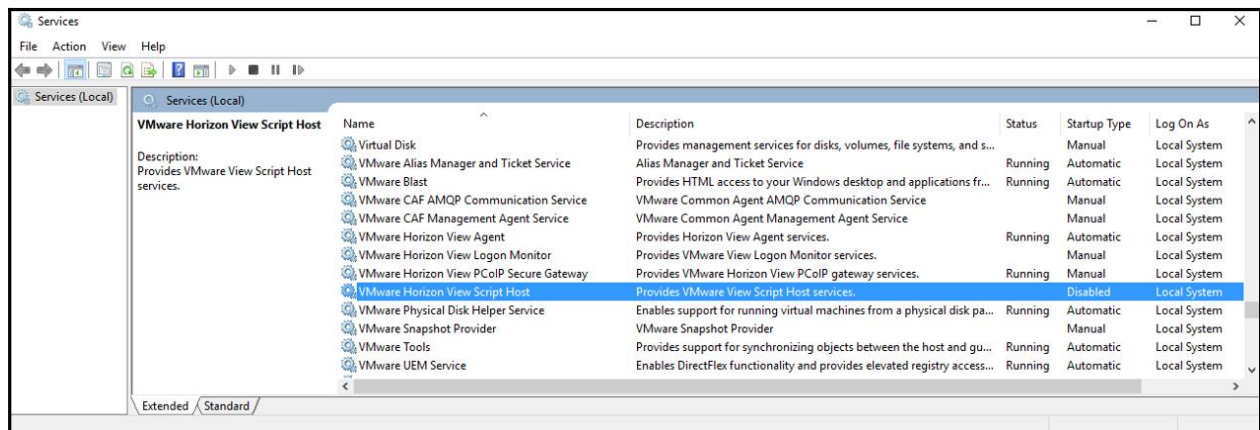 Services
File Action View Help
Services (Local)
Services (Local)
VMware Horizon View Script Host
Description:
Provides VMware View Script Host
services.
Name Description Status Startup Type Log On As
Virtual Disk Provides management services for disks, volumes, file systems, and s... Manual Local System
VMware Alias Manager and Ticket Service Alias Manager and Ticket Service Running Automatic Local System
VMware Blast Provides HTML access to your Windows desktop and applications fr... Running Automatic Local System
VMware CAF AMQP Communication Service VMware Common Agent AMQP Communication Service Manual Local System
VMware CAF Management Agent Service VMware Common Agent Management Agent Service Manual Local System
VMware Horizon View Agent Provides Horizon View Agent services. Running Automatic Local System
VMware Horizon View Logon Monitor Provides VMware View Logon Monitor services. Manual Local System
VMware Horizon View PCoIP Secure Gateway Provides VMware Horizon View PCoIP gateway services. Running Manual Local System
VMware Horizon View Script Host Provides VMware View Script Host services. Disabled Local System
VMware Physical Disk Helper Service Enables support for running virtual machines from a physical disk pa... Running Automatic Local System
VMware Snapshot Provider VMware Snapshot Provider Manual Local System
VMware Tools Provides support for synchronizing objects between the host and gu... Running Automatic Local System
VMware UEM Service Enables DirectFlex functionality and provides elevated registry access... Running Automatic Local System
Extended Standard